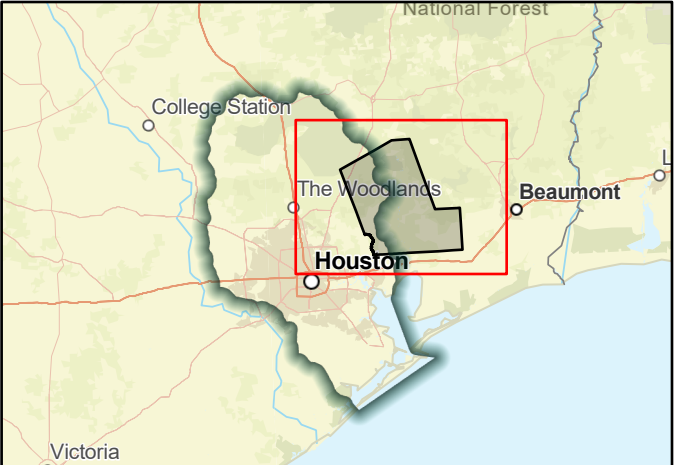 National Forest
College Station
The Woodlands
L
Beaumont
Houston
Victoria